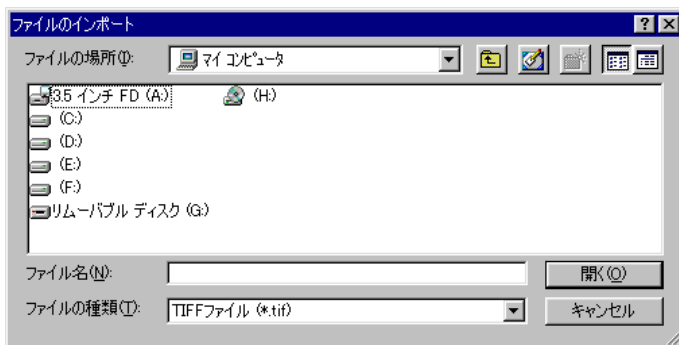 ファイルのインポート
ファイルの場所(I):
マイ コンピュータ
3.5 インチ FD (A:)
(H:)
(C:)
(D:)
(E:)
(F:)
リムーバブル ディスク (G:)
ファイル名(N):
開く(O)
ファイルの種類(T):
TIFFファイル (*.tif)
キャンセル